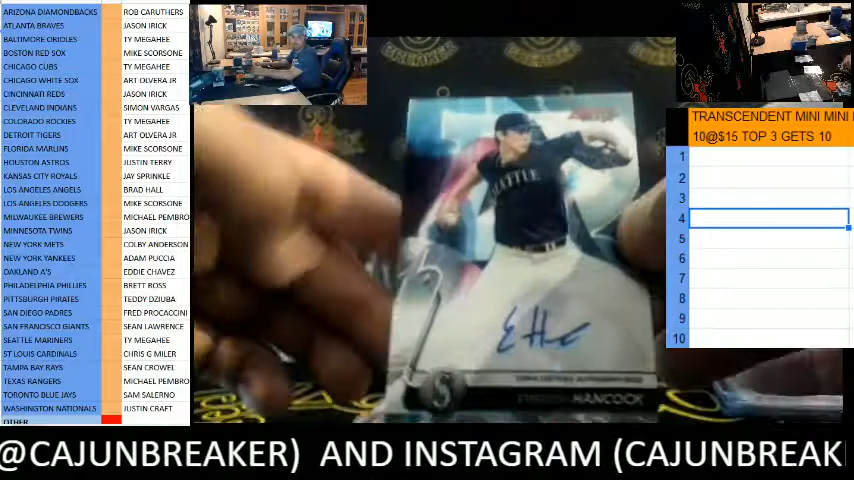 ARIZONA DIAMONDBACKS ROB CARUTHERS
ATLANTA BRAVES JASON IRICK
BALTIMORE ORIOLES TY MEGAHEE
BOSTON RED SOX MIKE SCORSONE
CHICAGO CUBS TY MEGAHEE
CHICAGO WHITE SOX ART OLVERA JR
CINCINNATI REDS JASON IRICK
CLEVELAND INDIANS SIMON VARGAS
COLORADO ROCKIES TY MEGAHEE
DETROIT TIGERS ART OLVERA JR
FLORIDA MARLINS MIKE SCORSONE
HOUSTON ASTROS JUSTIN TERRY
KANSAS CITY ROYALS JAY SPRINKLE
LOS ANGELES ANGELS BRAD HALL
LOS ANGELES DODGERS MIKE SCORSONE
MILWAUKEE BREWERS MICHAEL PEMBRO
MINNESOTA TWINS JASON IRICK
NEW YORK METS COLBY ANDERSON
NEW YORK YANKEES ADAM PUCCIA
OAKLAND A'S EDDIE CHAVEZ
PHILADELPHIA PHILLIES BRETT ROSS
PITTSBURGH PIRATES TEDDY DZIUBA
SAN DIEGO PADRES FRED PROCACCINI
SAN FRANCISCO GIANTS SEAN LAWRENCE
SEATTLE MARINERS TY MEGAHEE
ST LOUIS CARDINALS CHRIS G MILER
TAMPA BAY RAYS SEAN CROWEL
TEXAS RANGERS MICHAEL PEMBRO
TORONTO BLUE JAYS SAM SALERNO
WASHINGTON NATIONALS JUSTIN CRAFT
OTHER
SEATTLE
HANCOCK
TRANSCENDENT MINI MINI
10@$15 TOP 3 GETS 10
1
2
3
4
5
6
7
8
9
10
@CAJUNBREAKER) AND INSTAGRAM (CAJUNBREAK